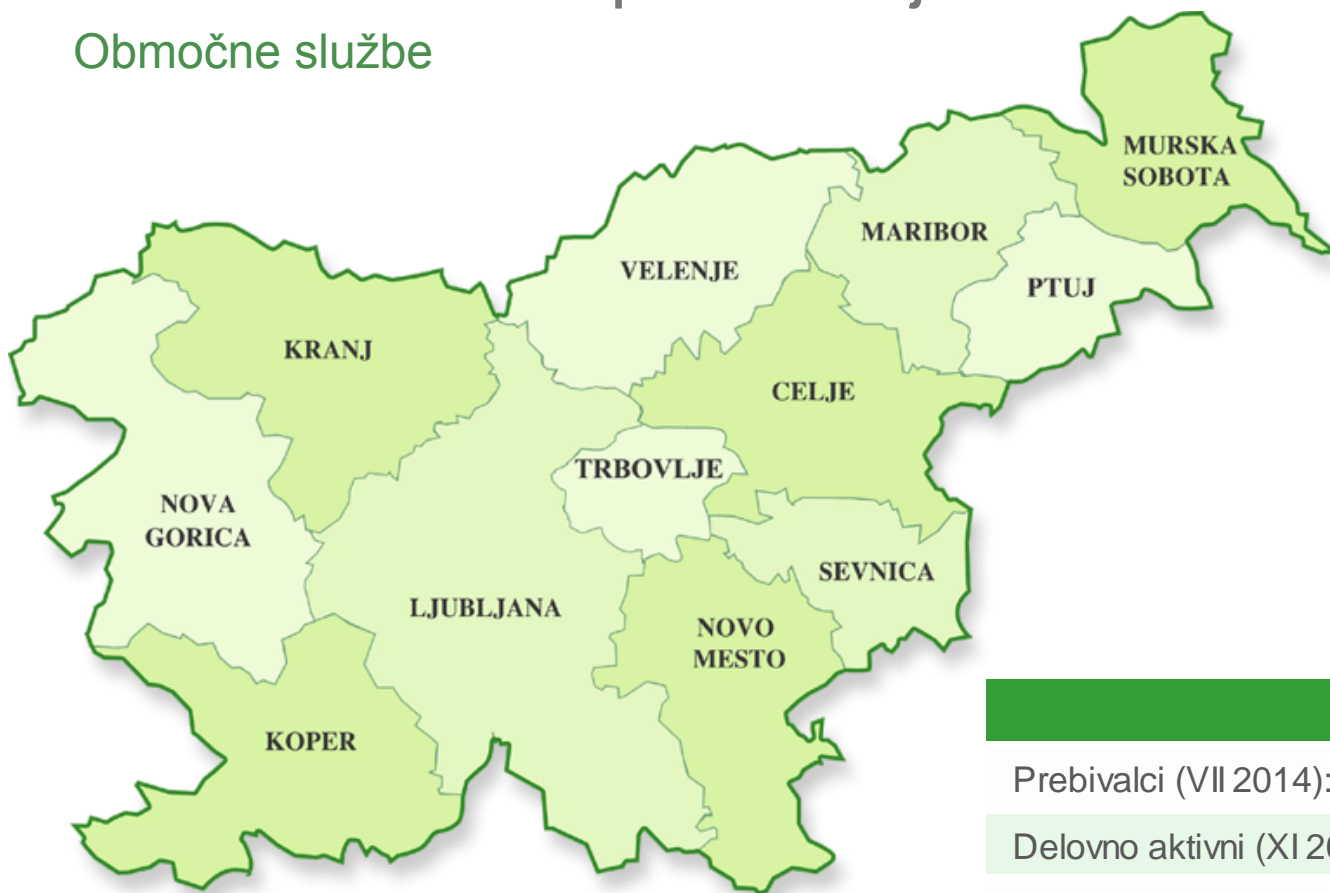 Območne službe
MURSKA
SOBOTA
MARIBOR
VELENJE
PTUJ
KRANJ
CELJE
TRBOVLJE
NOVA
GORICA
SEVNICA
LJUBLJANA
NOVO
MESTO
KOPER
Prebivalci (VII 2014):
Delovno aktivni (XI 20